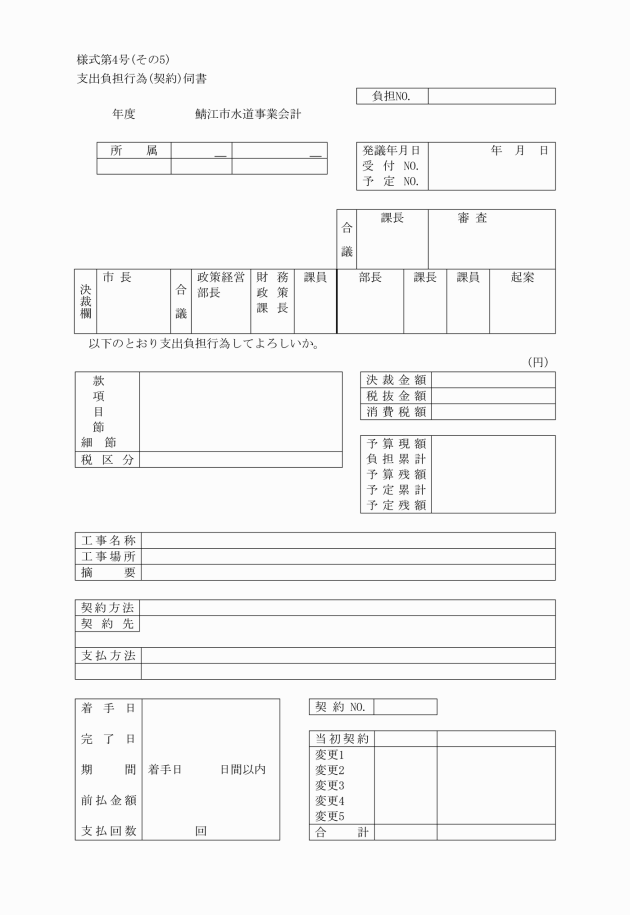 様式第4号(その5)
支出負担行為(契約)伺書
負担NO.
年度 鯖江市水道事業会計
所 属
発議年月日 年 月 日
受付NO.
予定NO.
合議 課長 審査
決裁欄 市長 合議 政策経営部長 財務政策課長 課員 部長 課長 課員 起案
以下のとおり支出負担行為してよろしいか。
(円)
款
項
目
節
細節
税区分
決裁金額
税抜金額
消費税額
予算現額
負担累計
予算残額
予定累計
予定残額
工事名称
工事場所
摘 要
契約方法
契約先
支払方法
着手日
完了日
期 間 着手日 日間以内
前払金額
支払回数 回
契約NO.
当初契約
変更1
変更2
変更3
変更4
変更5
合 計